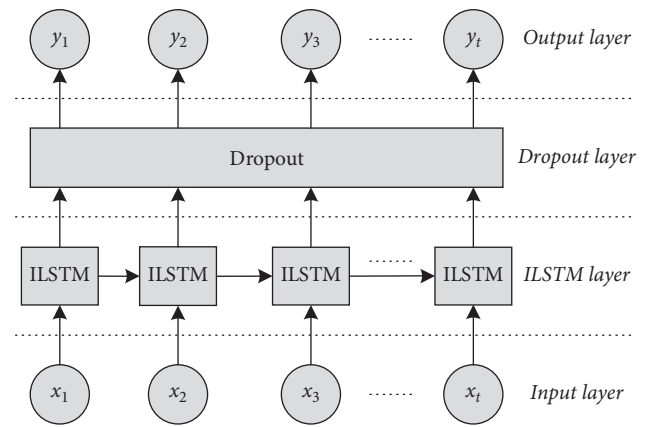 y₁ y₂ y₃ ....... yₜ Output layer
Dropout Dropout layer
ILSTM ILSTM ILSTM ....... ILSTM ILSTM layer
x₁ x₂ x₃ ....... xₜ Input layer